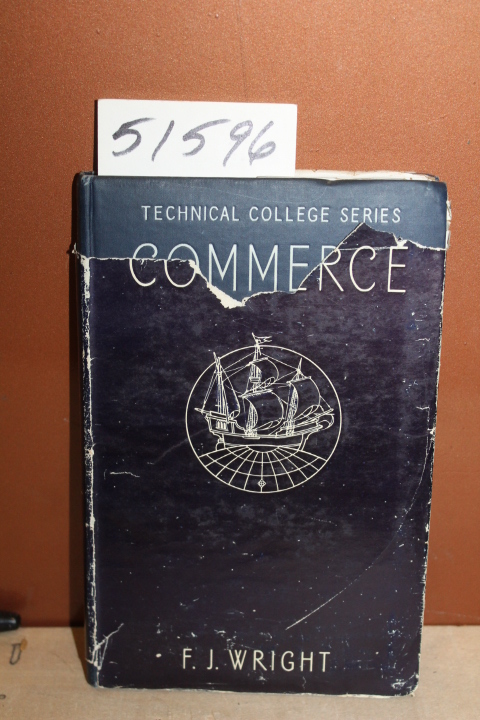 51596
TECHNICAL COLLEGE SERIES
COMMERCE
F. J. WRIGHT